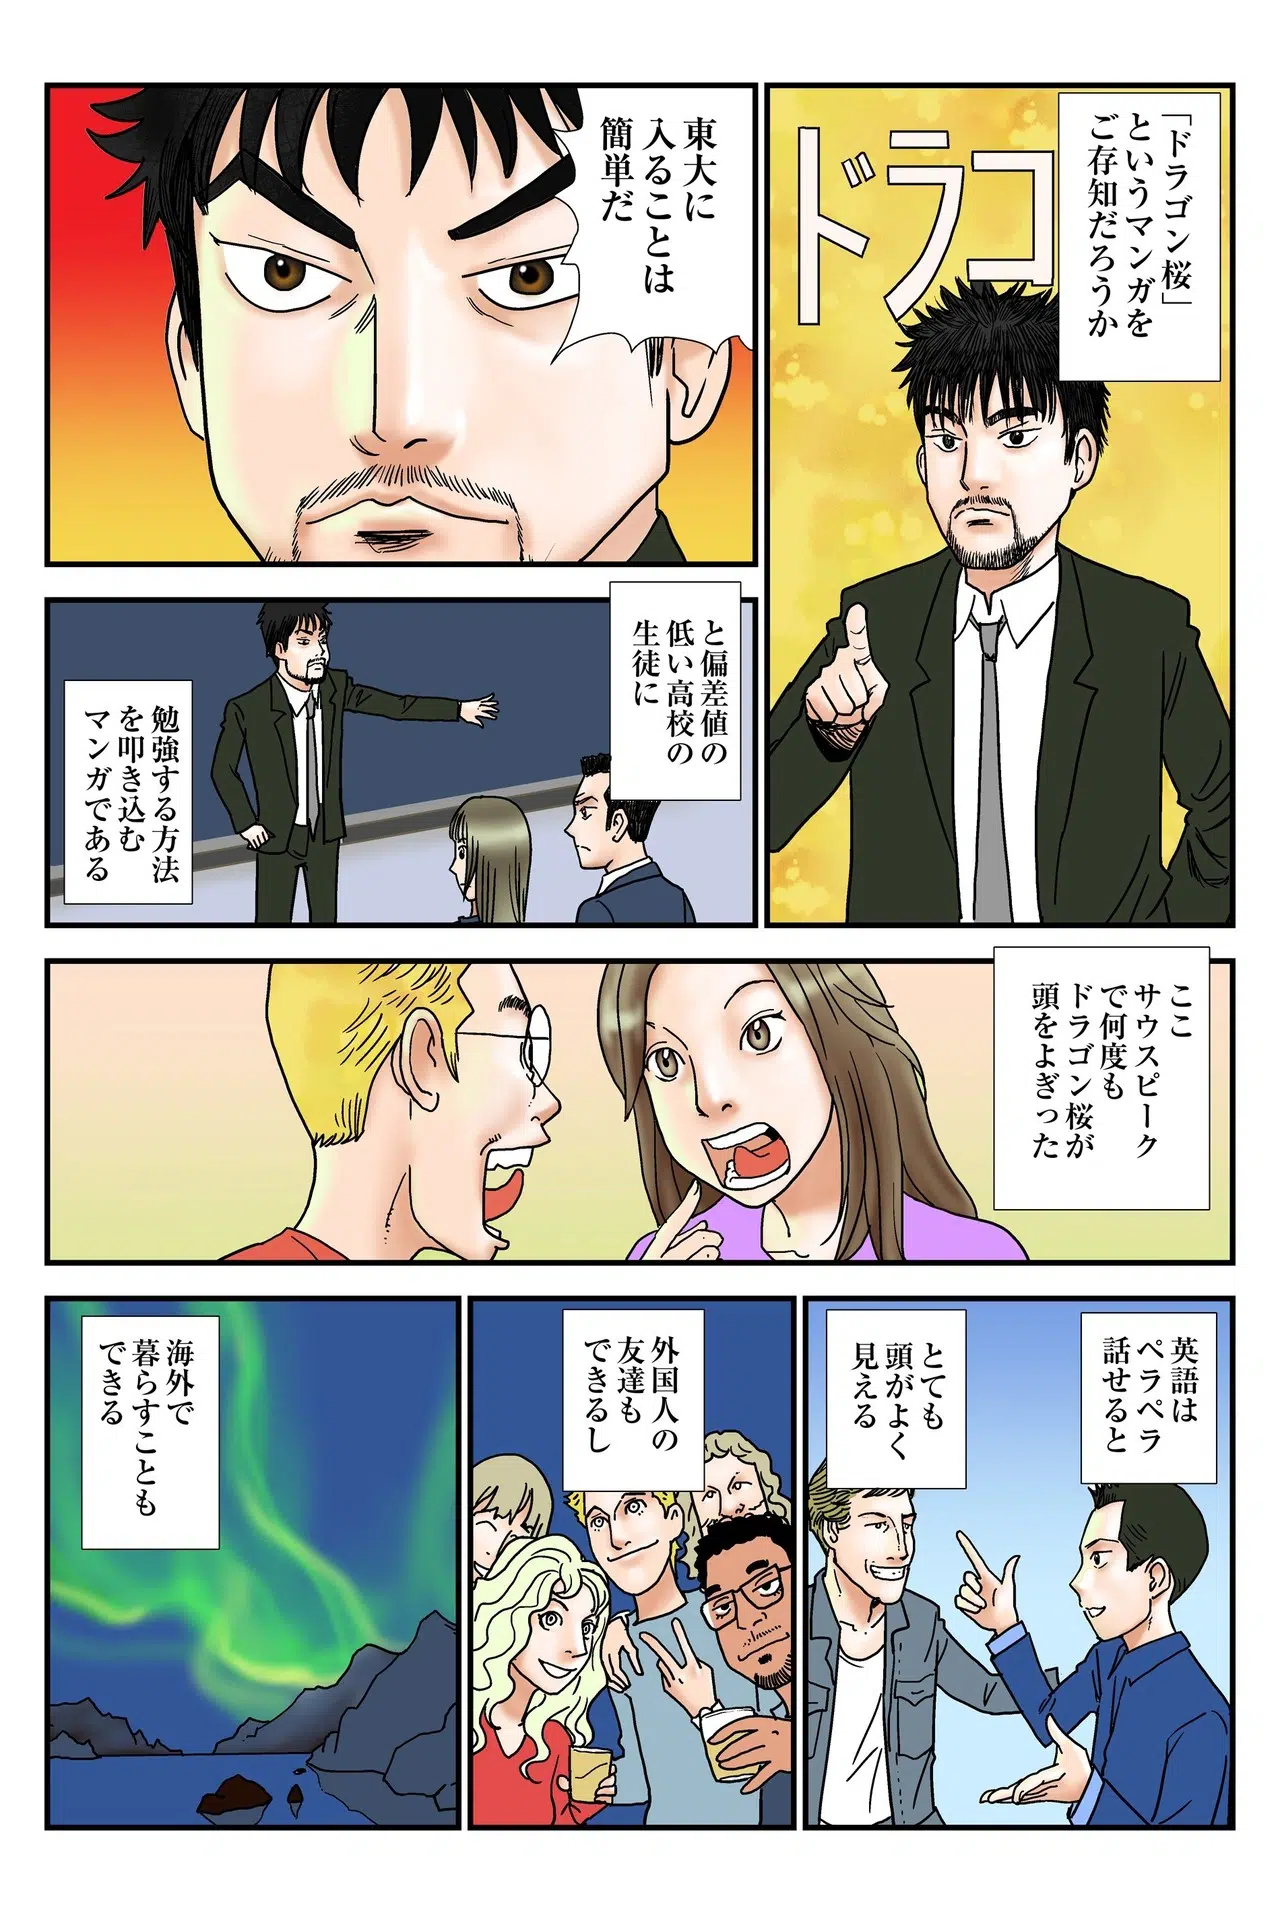 「ドラゴン桜」
というマンガを
ご存知だろうか
ドラゴ
東大に
入ることは
簡単だ
と偏差値の
低い高校の
生徒に
勉強する方法
を叩き込む
マンガである
ここ
サウスピーク
で何度も
ドラゴン桜が
頭をよぎった
英語は
ペラペラ
話せると
とても
頭がよく
見える
外国人の
友達も
できるし
海外で
暮らすことも
できる